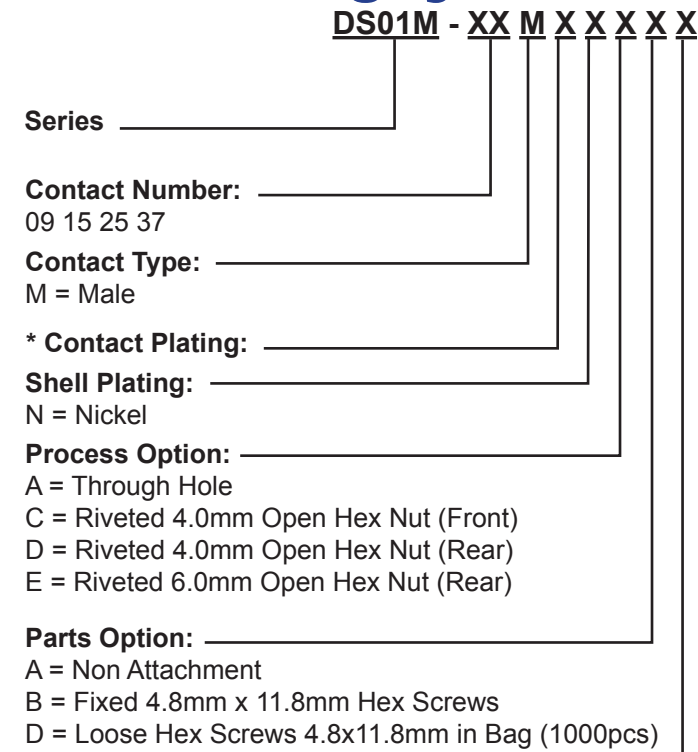 DS01M - XX M X X X X X
Series
Contact Number:
09 15 25 37
Contact Type:
M = Male
* Contact Plating:
Shell Plating:
N = Nickel
Process Option:
A = Through Hole
C = Riveted 4.0mm Open Hex Nut (Front)
D = Riveted 4.0mm Open Hex Nut (Rear)
E = Riveted 6.0mm Open Hex Nut (Rear)
Parts Option:
A = Non Attachment
B = Fixed 4.8mm x 11.8mm Hex Screws
D = Loose Hex Screws 4.8x11.8mm in Bag (1000pcs)